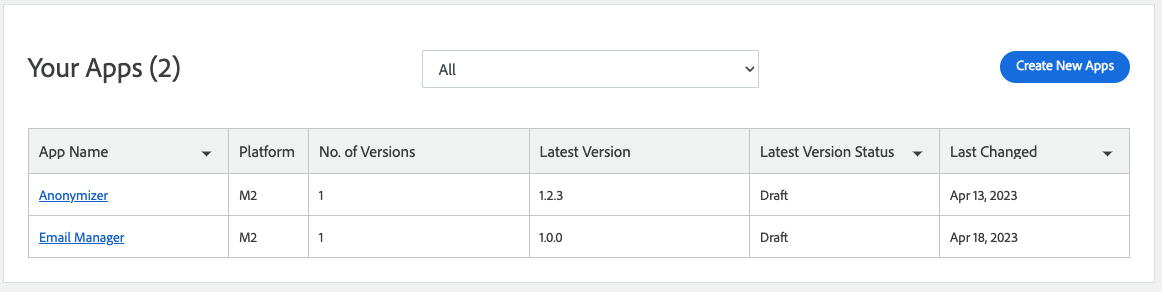 Your Apps (2)
All
Create New Apps
App Name Platform No. of Versions Latest Version Latest Version Status Last Changed
Anonymizer M2 1 1.2.3 Draft Apr 13, 2023
Email Manager M2 1 1.0.0 Draft Apr 18, 2023